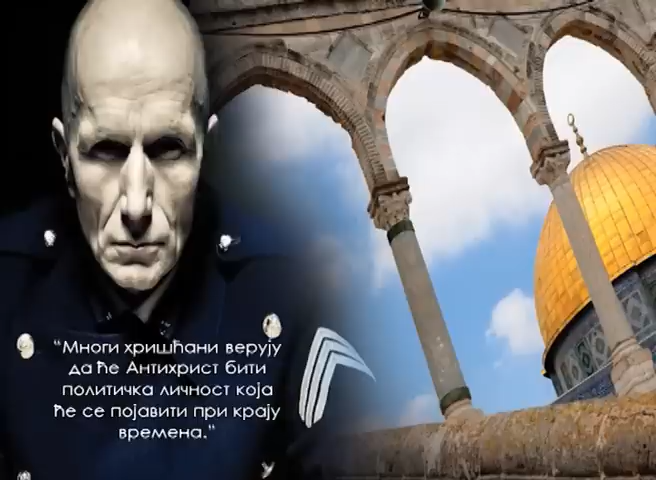 “Многи хришћани верују
да ће Антихрист бити
политичка личност која
ће се појавити при крају
времена.”